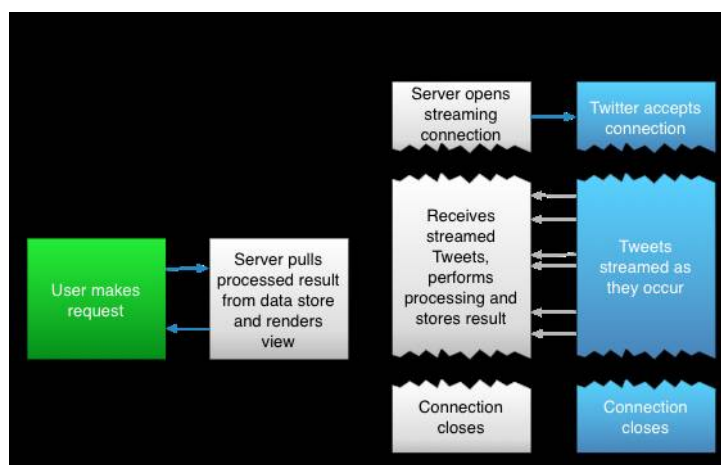 User makes
request
Server pulls
processed result
from data store
and renders
view
Server opens
streaming
connection
Twitter accepts
connection
Receives
streamed
Tweets,
performs
processing and
stores result
Tweets
streamed as
they occur
Connection
closes
Connection
closes